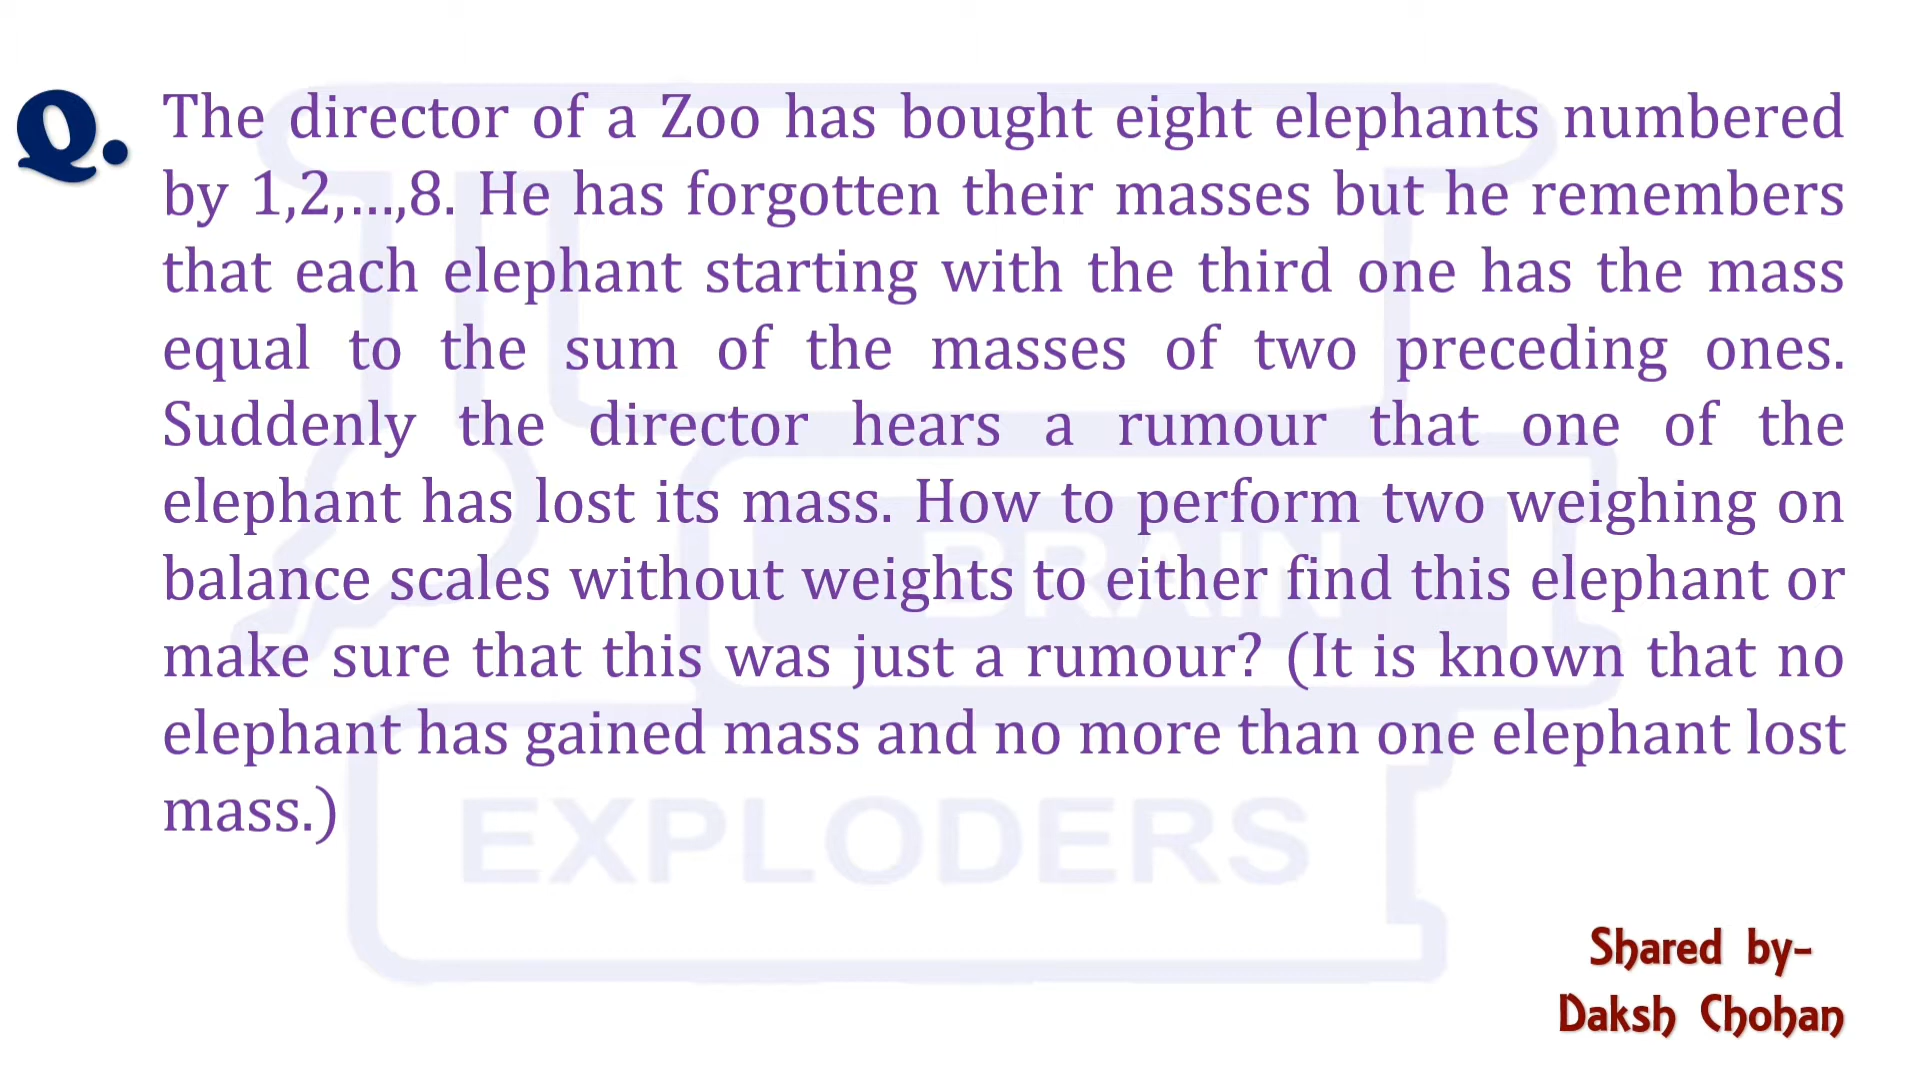 Q. The director of a Zoo has bought eight elephants numbered
by 1,2,...,8. He has forgotten their masses but he remembers
that each elephant starting with the third one has the mass
equal to the sum of the masses of two preceding ones.
Suddenly the director hears a rumour that one of the
elephant has lost its mass. How to perform two weighing on
balance scales without weights to either find this elephant or
make sure that this was just a rumour? (It is known that no
elephant has gained mass and no more than one elephant lost
mass.)
BRAIN
EXPLODERS
Shared by-
Daksh Chohan